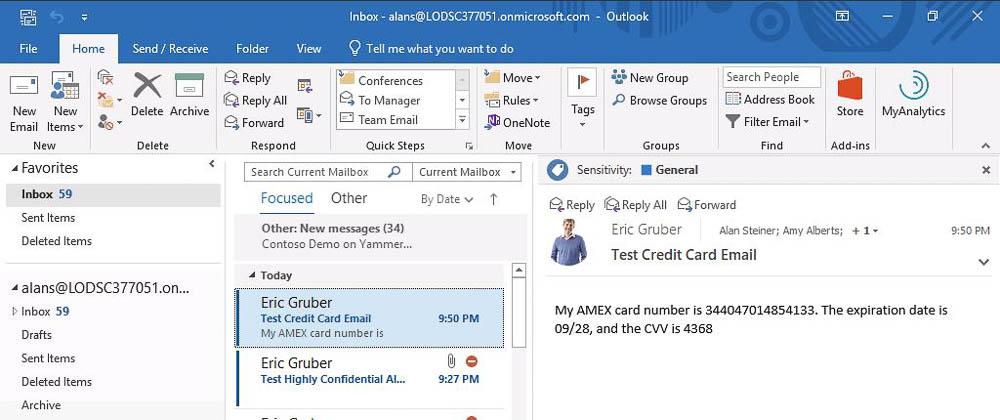 Inbox - alans@LODSC377051.onmicrosoft.com - Outlook
File Home Send / Receive Folder View Tell me what you want to do
New Email
New Items
Delete
Archive
Reply
Reply All
Forward
Conferences
To Manager
Team Email
Move
Rules
OneNote
Tags
New Group
Browse Groups
Search People
Address Book
Filter Email
Store
MyAnalytics
New Delete Respond Quick Steps Move Groups Find Add-ins
Favorites
Inbox 59
Sent Items
Deleted Items
alans@LODSC377051.on...
Inbox 59
Drafts
Sent Items
Deleted Items
Archive
Search Current Mailbox Current Mailbox
Focused Other By Date
Other: New messages (34)
Contoso Demo on Yammer...
Today
Eric Gruber
Test Credit Card Email 9:50 PM
My AMEX card number is
Eric Gruber
Test Highly Confidential Al... 9:27 PM
Sensitivity: General
Reply Reply All Forward
Eric Gruber Alan Steiner; Amy Alberts; + 1 9:50 PM
Test Credit Card Email
My AMEX card number is 344047014854133. The expiration date is
09/28, and the CVV is 4368